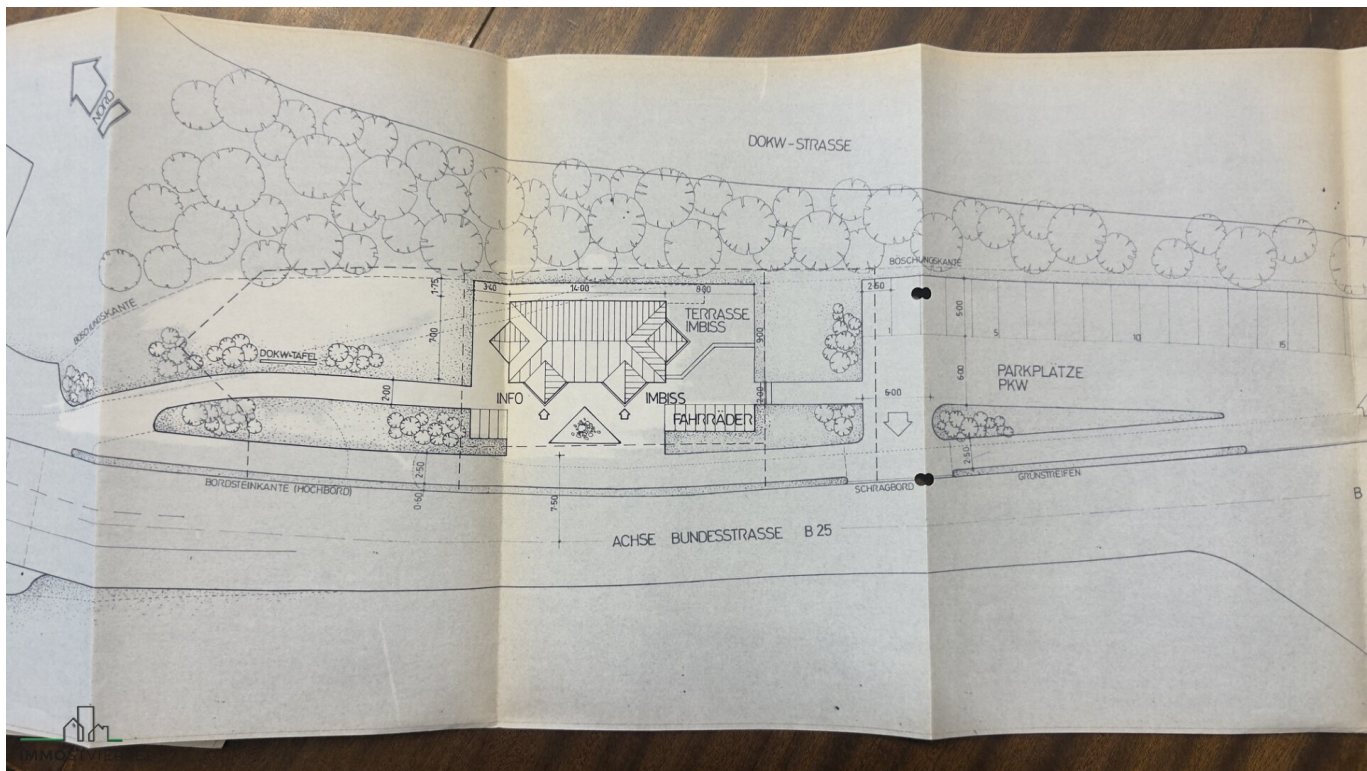 NORD
DOKW-STRASSE
BÖSCHUNGSKANTE
BÖSCHUNGSKANTE
1.75
3.40
14.00
8.80
2.50
TERRASSE
IMBISS
7.00
9.00
5.00
1
5
10
15
DOKW-TAFEL
2.00
INFO
IMBISS
FAHRRÄDER
2.00
6.00
6.00
PARKPLÄTZE
PKW
2.50
0.60
7.50
2.50
BORDSTEINKANTE (HOCHBORD)
SCHRÄGBORD
GRÜNSTREIFEN
ACHSE BUNDESSTRASSE B 25
B